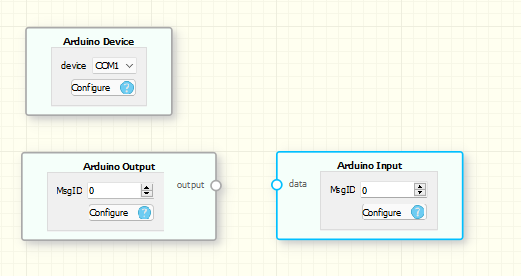 Arduino Device
device COM1
Configure ?
Arduino Output
MsgID 0
output
Configure ?
Arduino Input
data
MsgID 0
Configure ?